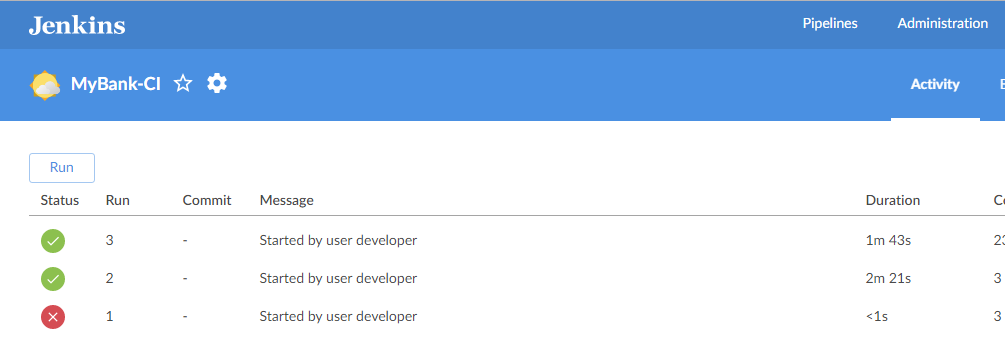 Jenkins Pipelines Administration
MyBank-CI Activity
Run
Status Run Commit Message Duration
3 - Started by user developer 1m 43s 23
2 - Started by user developer 2m 21s 3
1 - Started by user developer <1s 3